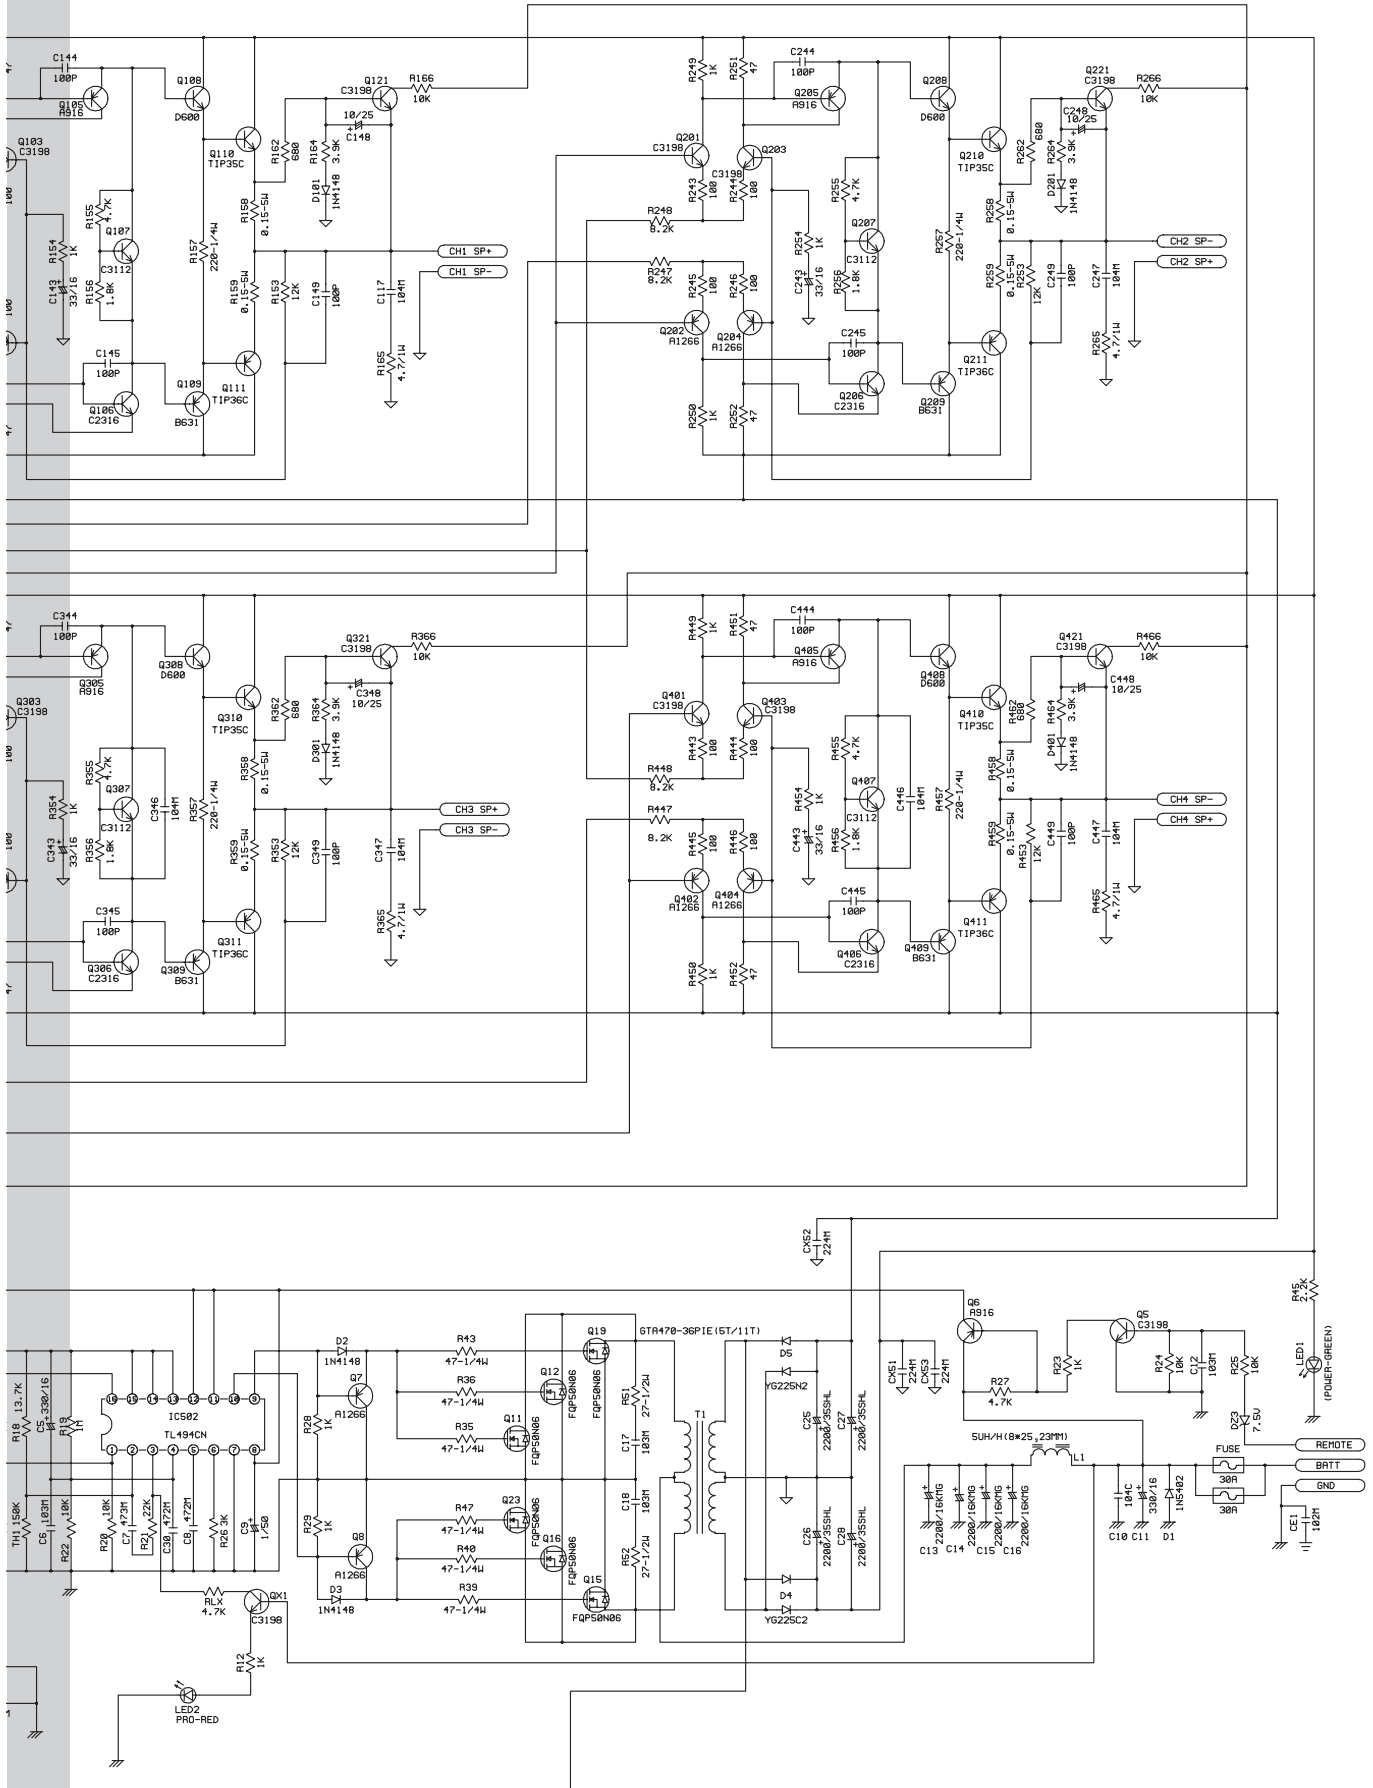 C144
100P
Q105
A916
Q108
D600
Q121
C3198
R166
10K
10/25
C148
Q103
C3198
Q110
TIP35C
R162
680
R164
3.9K
D101
1N4148
100
R155
4.7K
R154
1K
Q107
C3112
R156
1.8K
C143
33/16
R157
220-1/4W
R158
0.15-5W
R159
0.15-5W
R153
12K
C149
100P
C117
104M
CH1 SP+
CH1 SP-
100
C145
100P
Q106
C2316
Q109
B631
Q111
TIP36C
R165
4.7/1W
47
47
R249
1K
R251
47
C244
100P
Q205
A916
Q208
D600
Q221
C3198
R266
10K
C248
10/25
Q201
C3198
Q203
C3198
R243
100
R244
100
R248
8.2K
R247
8.2K
R245
100
R246
100
Q202
A1266
Q204
A1266
R254
1K
C243
33/16
R255
4.7K
Q207
C3112
R256
1.8K
C245
100P
Q206
C2316
Q209
B631
R250
1K
R252
47
Q210
TIP35C
R262
680
R264
3.9K
D201
1N4148
R257
220-1/4W
R258
0.15-5W
R259
0.15-5W
R253
12K
C249
100P
C247
104M
R265
4.7/1W
Q211
TIP36C
CH2 SP-
CH2 SP+
C344
100P
Q305
A916
Q308
D600
Q321
C3198
R366
10K
C348
10/25
Q303
C3198
Q310
TIP35C
R362
680
R364
3.9K
D301
1N4148
100
R355
4.7K
R354
1K
Q307
C3112
R356
1.8K
C343
33/16
C346
104M
R357
220-1/4W
R358
0.15-5W
R359
0.15-5W
R353
12K
C349
100P
C347
104M
CH3 SP+
CH3 SP-
100
C345
100P
Q306
C2316
Q309
B631
Q311
TIP36C
R365
4.7/1W
47
47
R449
1K
R451
47
C444
100P
Q405
A916
Q408
D600
Q421
C3198
R466
10K
C448
10/25
Q401
C3198
Q403
C3198
R443
100
R444
100
R448
8.2K
R447
8.2K
R445
100
R446
100
Q402
A1266
Q404
A1266
R454
1K
C443
33/16
R455
4.7K
Q407
C3112
R456
1.8K
C446
104M
C445
100P
Q406
C2316
Q409
B631
R450
1K
R452
47
Q410
TIP35C
R462
680
R464
3.9K
D401
1N4148
R457
220-1/4W
R458
0.15-5W
R459
0.15-5W
R453
12K
C449
100P
C447
104M
R465
4.7/1W
Q411
TIP36C
CH4 SP-
CH4 SP+
CX52
224M
R45
2.2K
LED1
(POWER-GREEN)
Q6
A916
Q5
C3198
R23
1K
R24
10K
C12
103M
R25
10K
DZ3
7.5V
R27
4.7K
5UH/H(8*25,23MM)
L1
FUSE
30A
30A
REMOTE
BATT
GND
CE1
102M
C13
2200/16KMG
C14
2200/16KMG
C15
2200/16KMG
C16
2200/16KMG
C10
104C
C11
330/16
D1
1N5402
R18 13.7K
C5 330/16
R19
1M
16 15 14 13 12 11 10 9
IC502
TL494CN
1 2 3 4 5 6 7 8
TH1 150K
C6 103M
R22 10K
R20 10K
C7 473M
R21 22K
C30 472M
C8 472M
R26 3K
C9
1/50
RLX
4.7K
QX1
C3198
R12
1K
LED2
PRO-RED
D2
1N4148
Q7
A1266
R28
1K
R29
1K
Q8
A1266
D3
1N4148
R43
47-1/4W
R36
47-1/4W
R35
47-1/4W
R47
47-1/4W
R40
47-1/4W
R39
47-1/4W
Q19
FQP50N06
Q12
FQP50N06
Q11
FQP50N06
Q23
FQP50N06
Q16
FQP50N06
Q15
FQP50N06
R51
27-1/2W
C17
103M
C18
103M
R52
27-1/2W
GTA470-36PIE(5T/11T)
T1
D5
YG225N2
D4
YG225C2
C25
2200/35SHL
C27
2200/35SHL
C26
2200/35SHL
C28
2200/35SHL
CX51
224M
CX53
224M